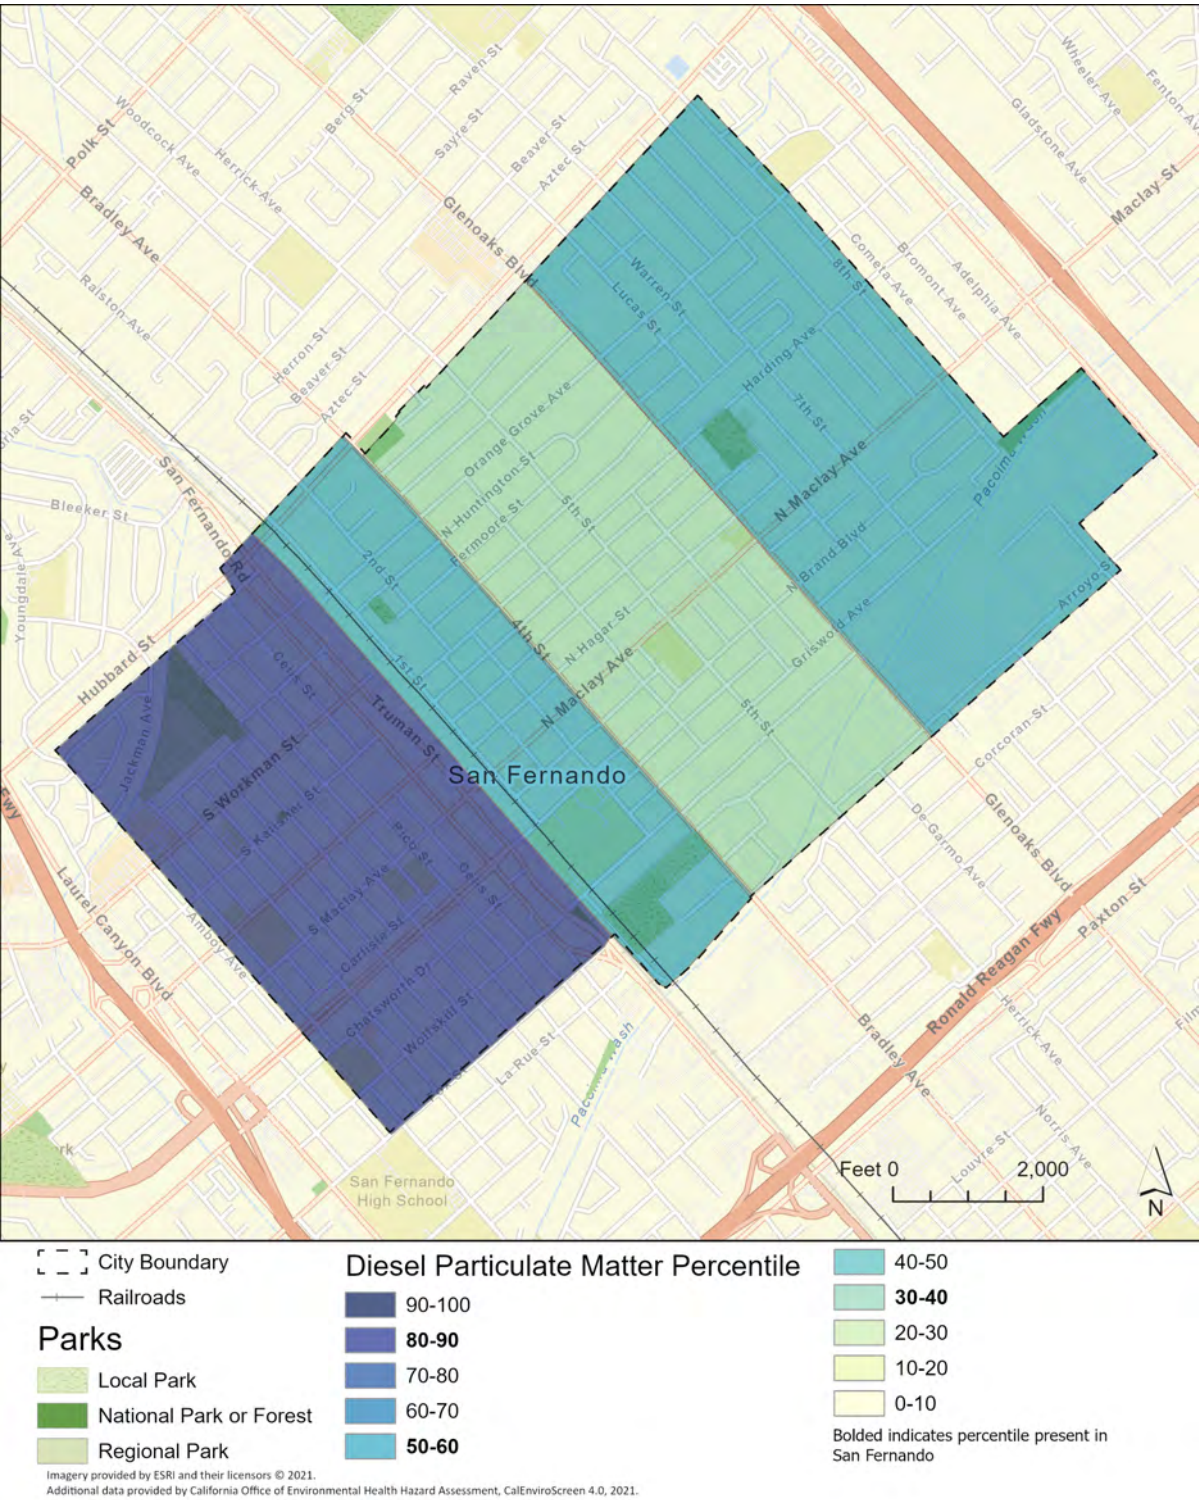 Raven St
Wheeler Ave
Fenton Av
Woodcock Ave
Berg St
Sayre St
Beaver St
Aztec St
Gladstone Ave
Polk St
Herrick Ave
Maclay St
Bradley Ave
Glenoaks Blvd
Cometa Ave
Bromont Ave
Adelphia Ave
8th St
Warren St
Lucas St
Ralston Ave
Herron St
Beaver St
Aztec St
Harding Ave
7th St
Orange Grove Ave
N Huntington St
N Maclay Ave
San Fernando Rd
Bleeker St
5th St
N Brand Blvd
Arroyo S
Youngdale Ave
2nd St
4th St
N Hagar St
Griswold Ave
Hubbard St
Celis St
1st St
N Maclay Ave
Truman St
5th St
Jackman Ave
Corcoran St
S Workman St
San Fernando
Fwy
S Kalisher St
Pico St
Celis St
De Garmo Ave
Glenoaks Blvd
Laurel Canyon Blvd
S Maclay Ave
Amboy Ave
Carlisle St
Paxton St
Ronald Reagan Fwy
Chatsworth Dr
Wolfskill St
Herrick Ave
La Rue St
Pacoima Wash
Bradley Ave
Norris Ave
Louvre St
rk
San Fernando
High School
Feet 0 2,000
N
City Boundary
Railroads
Parks
Local Park
National Park or Forest
Regional Park
Diesel Particulate Matter Percentile
90-100
80-90
70-80
60-70
50-60
40-50
30-40
20-30
10-20
0-10
Bolded indicates percentile present in
San Fernando
Imagery provided by ESRI and their licensors © 2021.
Additional data provided by California Office of Environmental Health Hazard Assessment, CalEnviroScreen 4.0, 2021.